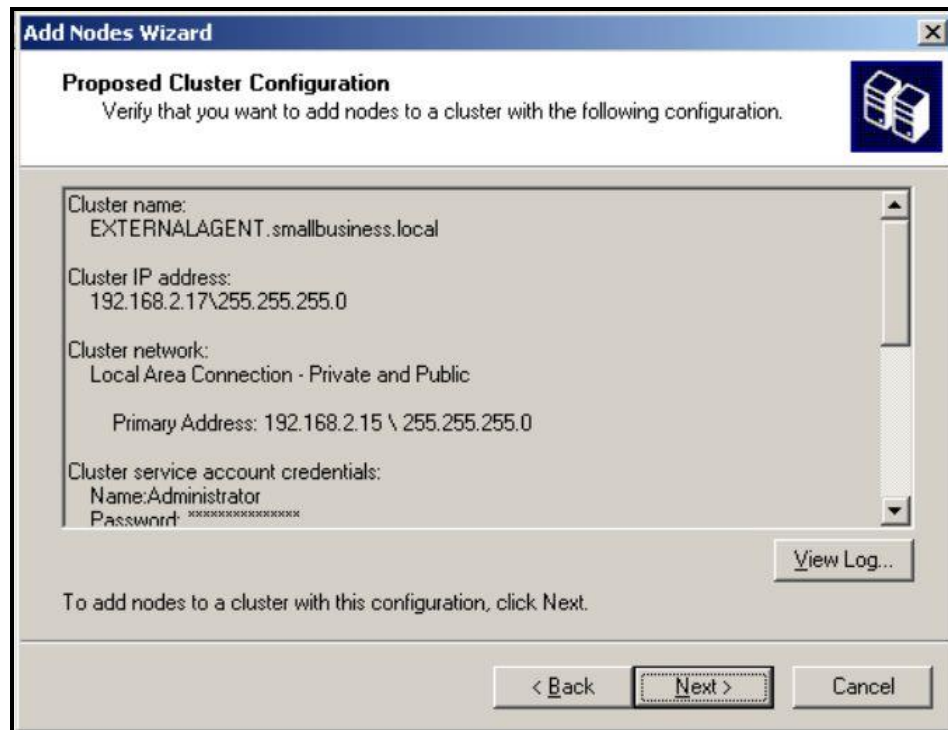 Add Nodes Wizard
Proposed Cluster Configuration
Verify that you want to add nodes to a cluster with the following configuration.
Cluster name:
EXTERNALAGENT.smallbusiness.local
Cluster IP address:
192.168.2.17\255.255.255.0
Cluster network:
Local Area Connection - Private and Public
Primary Address: 192.168.2.15 \ 255.255.255.0
Cluster service account credentials:
Name:Administrator
Password: ***************
View Log...
To add nodes to a cluster with this configuration, click Next.
< Back
Next >
Cancel